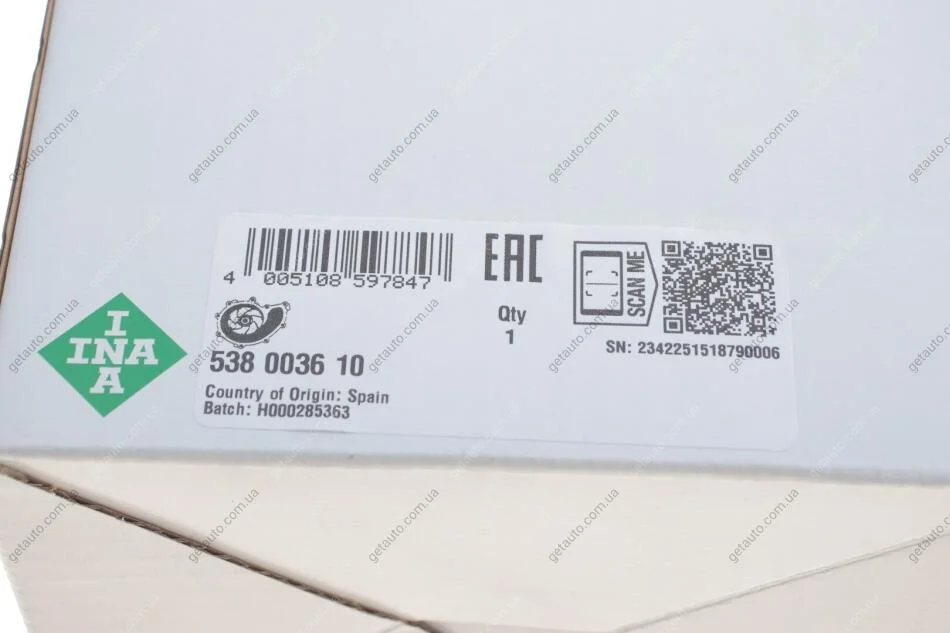 4 005108 597847
EAC
SCAN ME
Qty
1
SN: 2342251518790006
INA
INA
538 0036 10
Country of Origin: Spain
Batch: H000285363
getauto.com.ua